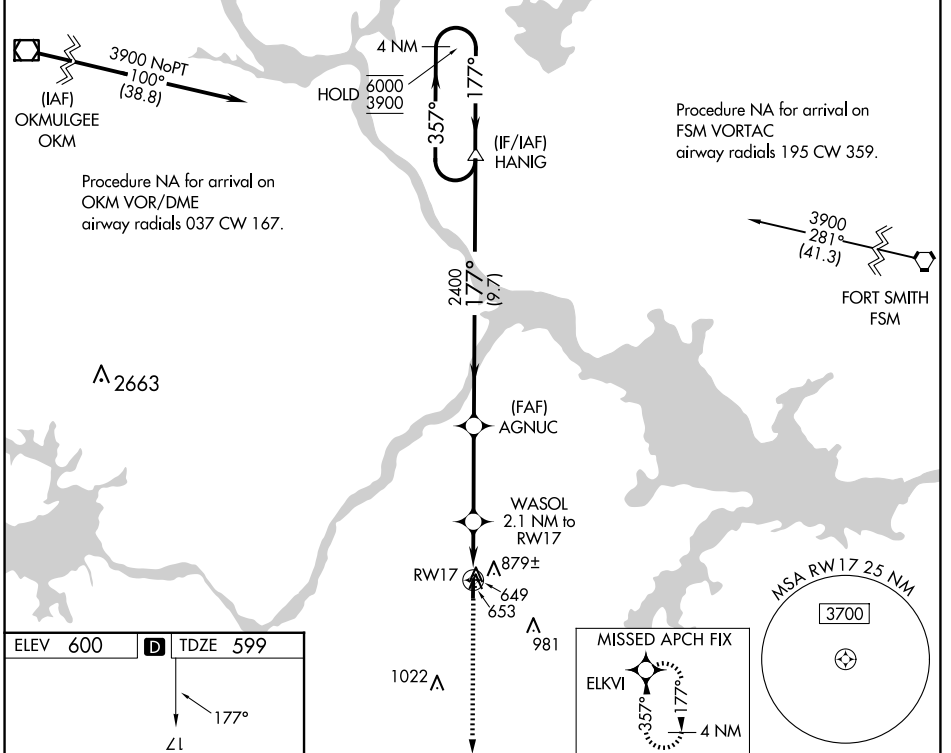 3900 NoPT
100°
(38.8)
(IAF)
OKMULGEE
OKM
4 NM
HOLD
6000
3900
357°
177°
(IF/IAF)
HANIG
Procedure NA for arrival on
FSM VORTAC
airway radials 195 CW 359.
Procedure NA for arrival on
OKM VOR/DME
airway radials 037 CW 167.
3900
281°
(41.3)
FORT SMITH
FSM
2400
177°
(9.7)
2663
(FAF)
AGNUC
WASOL
2.1 NM to
RW17
RW17
879±
649
653
981
1022
MSA RW17 25 NM
3700
ELEV 600
D
TDZE 599
177°
17
MISSED APCH FIX
ELKVI
357°
177°
4 NM